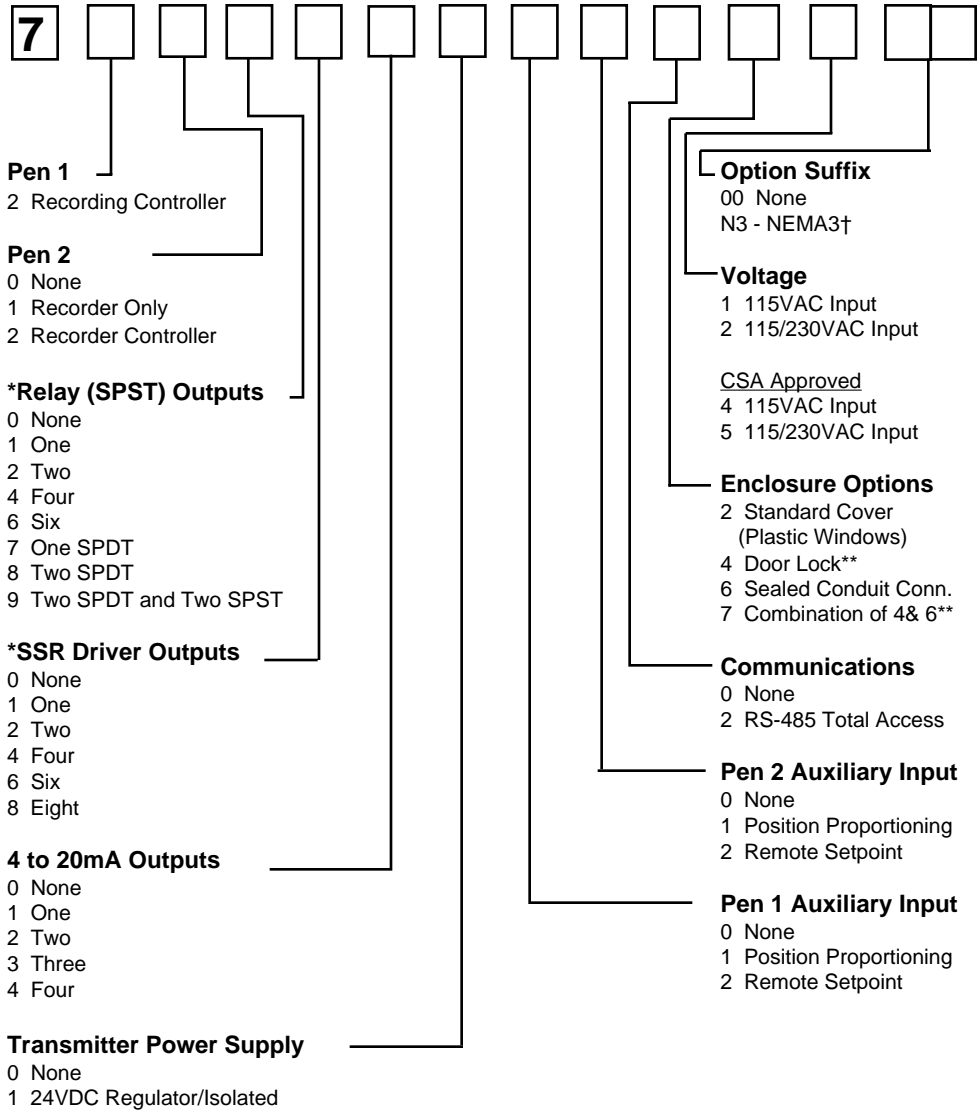 7
Pen 1
2 Recording Controller
Pen 2
0 None
1 Recorder Only
2 Recorder Controller
*Relay (SPST) Outputs
0 None
1 One
2 Two
4 Four
6 Six
7 One SPDT
8 Two SPDT
9 Two SPDT and Two SPST
*SSR Driver Outputs
0 None
1 One
2 Two
4 Four
6 Six
8 Eight
4 to 20mA Outputs
0 None
1 One
2 Two
3 Three
4 Four
Transmitter Power Supply
0 None
1 24VDC Regulator/Isolated
Option Suffix
00 None
N3 - NEMA3†
Voltage
1 115VAC Input
2 115/230VAC Input
CSA Approved
4 115VAC Input
5 115/230VAC Input
Enclosure Options
2 Standard Cover
(Plastic Windows)
4 Door Lock**
6 Sealed Conduit Conn.
7 Combination of 4& 6**
Communications
0 None
2 RS-485 Total Access
Pen 2 Auxiliary Input
0 None
1 Position Proportioning
2 Remote Setpoint
Pen 1 Auxiliary Input
0 None
1 Position Proportioning
2 Remote Setpoint